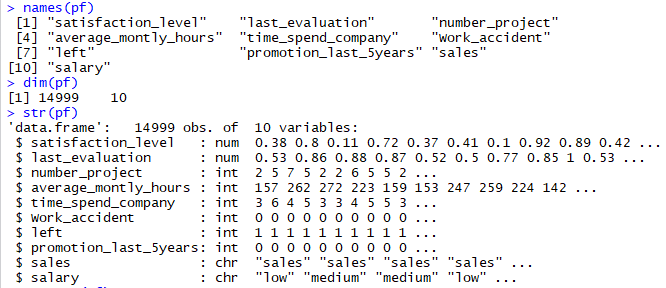 > names(pf)
[1] "satisfaction_level" "last_evaluation" "number_project"
[4] "average_montly_hours" "time_spend_company" "Work_accident"
[7] "left" "promotion_last_5years" "sales"
[10] "salary"
> dim(pf)
[1] 14999 10
> str(pf)
'data.frame': 14999 obs. of 10 variables:
$ satisfaction_level : num 0.38 0.8 0.11 0.72 0.37 0.41 0.1 0.92 0.89 0.42 ...
$ last_evaluation : num 0.53 0.86 0.88 0.87 0.52 0.5 0.77 0.85 1 0.53 ...
$ number_project : int 2 5 7 5 2 2 6 5 5 2 ...
$ average_montly_hours : int 157 262 272 223 159 153 247 259 224 142 ...
$ time_spend_company : int 3 6 4 5 3 3 4 5 5 3 ...
$ Work_accident : int 0 0 0 0 0 0 0 0 0 0 ...
$ left : int 1 1 1 1 1 1 1 1 1 1 ...
$ promotion_last_5years: int 0 0 0 0 0 0 0 0 0 0 ...
$ sales : chr "sales" "sales" "sales" "sales" ...
$ salary : chr "low" "medium" "medium" "low" ...